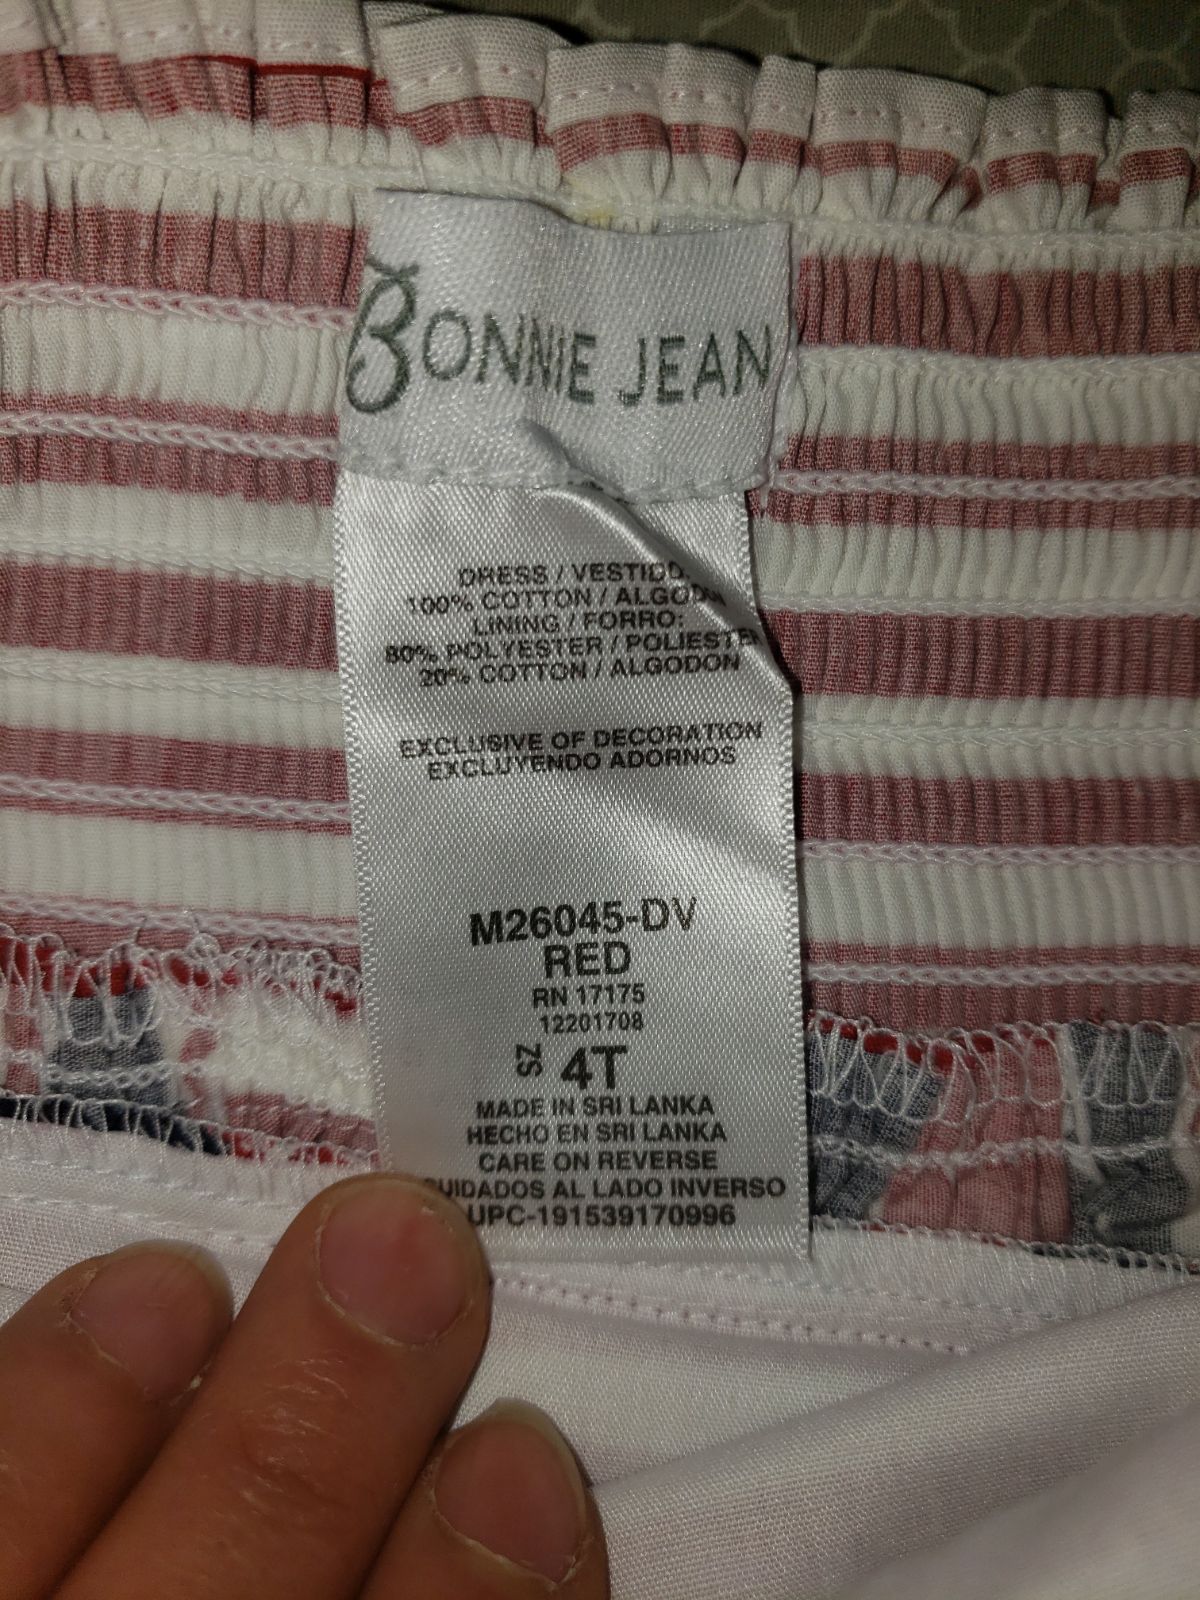 BONNIE JEAN
DRESS / VESTIDO:
100% COTTON / ALGODON
LINING / FORRO:
80% POLYESTER / POLIESTER
20% COTTON / ALGODON
EXCLUSIVE OF DECORATION
EXCLUYENDO ADORNOS
M26045-DV
RED
RN 17175
12201708
SZ 4T
MADE IN SRI LANKA
HECHO EN SRI LANKA
CARE ON REVERSE
CUIDADOS AL LADO INVERSO
UPC-191539170996